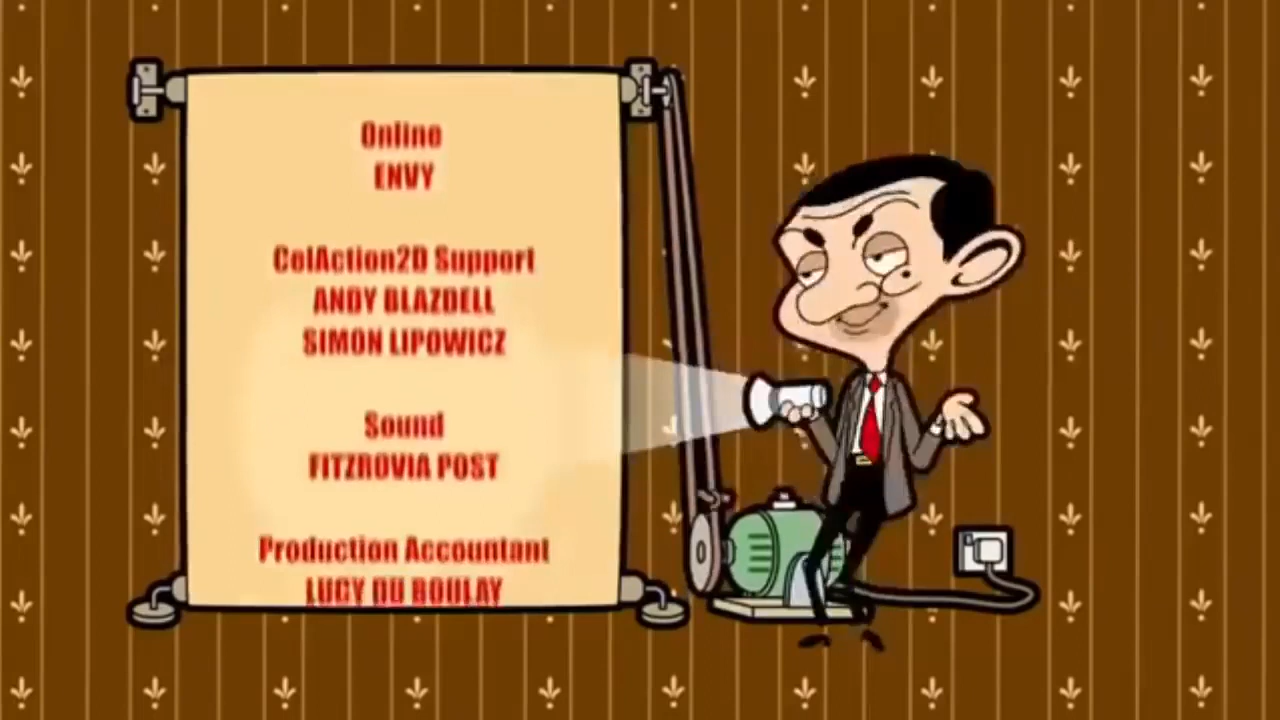 Online
ENVY
CelAction2D Support
ANDY BLAZDELL
SIMON LIPOWICZ
Sound
FITZROVIA POST
Production Accountant
LUCY DU BOULAY